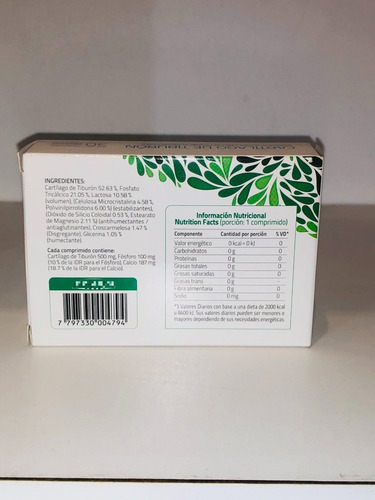 CARTÍLAGO DE TIBURÓN 30
INGREDIENTES:
Cartílago de Tiburón 52.63 %, Fosfato
Tricálcico 21.05 %, Lactosa 10.58 %
(volumen), (Celulosa Microcristalina 4.58 %,
Polivinilpirrolidona 6.00 %) (estabilizantes),
(Dióxido de Silicio Coloidal 0.53 %, Estearato
de Magnesio 2.11 %) (antihumectantes /
antiaglutinantes), Croscarmelosa 1.47 %
(Disgregante), Glicerina 1.05 %
(humectante).
Cada comprimido contiene:
Cartílago de Tiburón 500 mg, Fósforo 100 mg
(10.% de la IDR para el Fósforo), Calcio 187 mg
(18.7 % de la IDR para el Calcio).
7 797330 004794
Información Nutricional
Nutrition Facts (porción: 1 comprimido)
Componente Cantidad por porción % VD*
Valor energético 0 kcal = 0 kJ 0
Carbohidratos 0 g 0
Proteínas 0 g 0
Grasas totales 0 g 0
Grasas saturadas 0 g 0
Grasas trans 0 g -
Fibra alimentaria 0 g 0
Sodio 0 mg 0
*% Valores Diarios con base a una dieta de 2000 kcal
u 8400 kJ. Sus valores diarios pueden ser menores o
mayores dependiendo de sus necesidades energéticas.